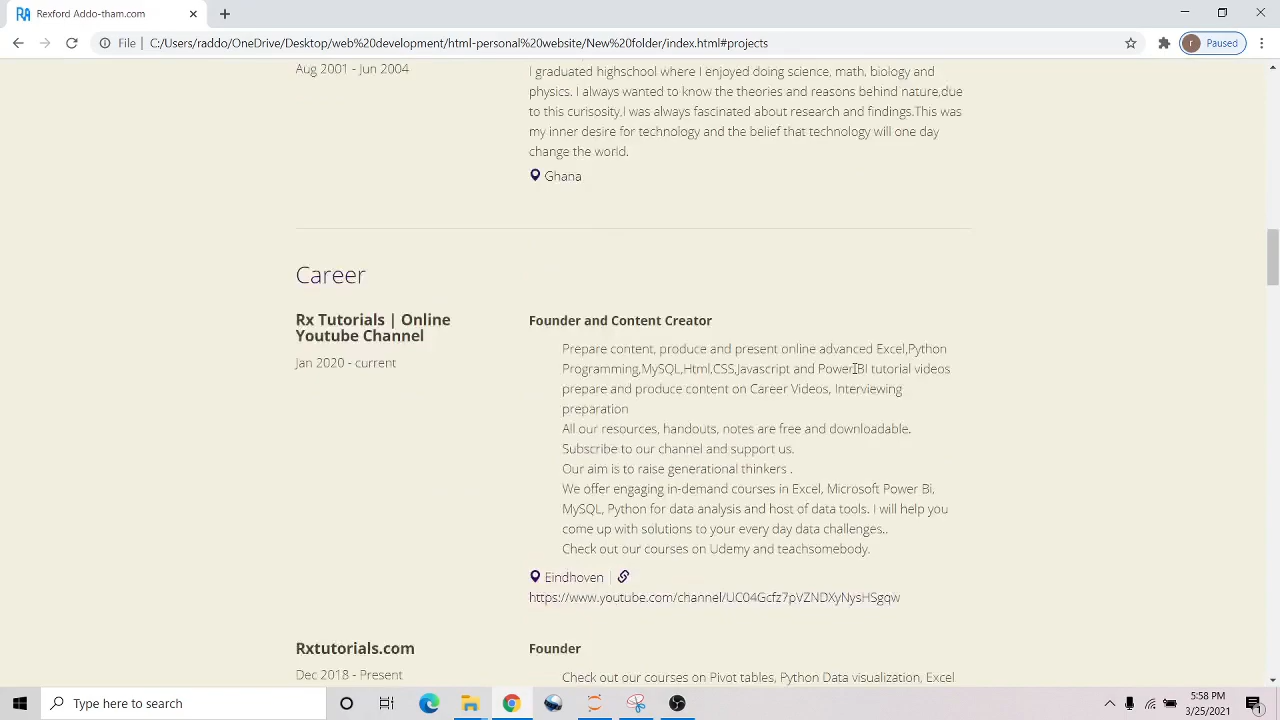 Rexford Addo-tham.com
File
C:/Users/raddo/OneDrive/Desktop/web%20development/html-personal%20website/New%20folder/index.html#projects
r
Paused
Aug 2001 - Jun 2004
I graduated highschool where I enjoyed doing science, math, biology and
physics. I always wanted to know the theories and reasons behind nature,due
to this curisosity.I was always fascinated about research and findings.This was
my inner desire for technology and the belief that technology will one day
change the world.
Ghana
Career
Rx Tutorials | Online
Youtube Channel
Jan 2020 - current
Founder and Content Creator
Prepare content, produce and present online advanced Excel,Python
Programming,MySQL,Html,CSS,Javascript and PowerBI tutorial videos
prepare and produce content on Career Videos, Interviewing
preparation
All our resources, handouts, notes are free and downloadable.
Subscribe to our channel and support us.
Our aim is to raise generational thinkers .
We offer engaging in-demand courses in Excel, Microsoft Power Bi,
MySQL, Python for data analysis and host of data tools. I will help you
come up with solutions to your every day data challenges..
Check out our courses on Udemy and teachsomebody.
Eindhoven
https://www.youtube.com/channel/UC04Gcfz7pVZNDXyNysHSgqw
Rxtutorials.com
Dec 2018 - Present
Founder
Check out our courses on Pivot tables, Python Data visualization, Excel
Type here to search
5:58 PM
3/25/2021
1